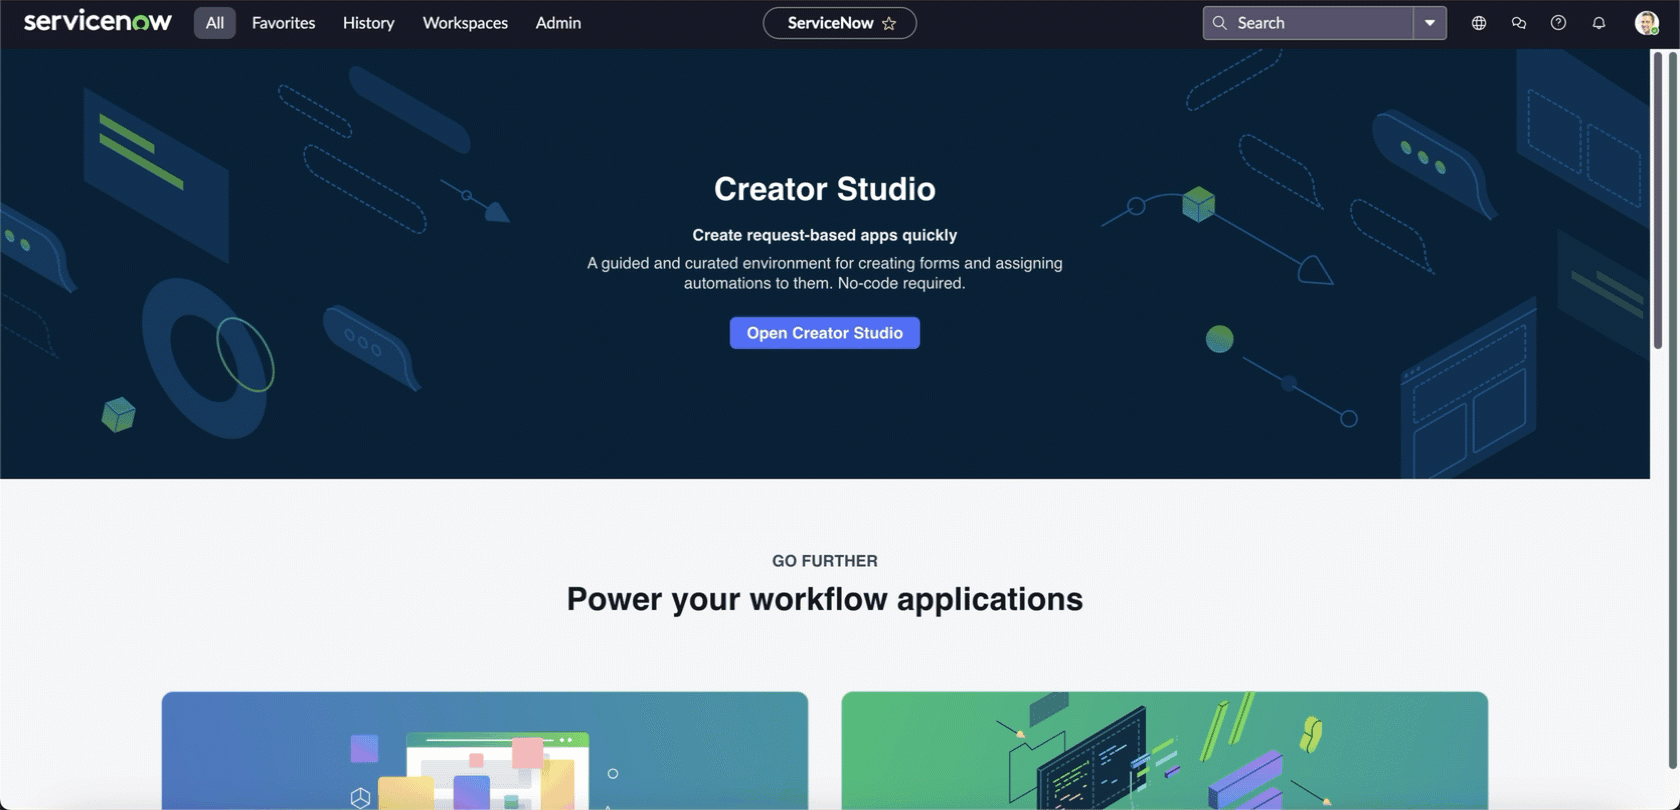 servicenow
All
Favorites
History
Workspaces
Admin
ServiceNow
Search
Creator Studio
Create request-based apps quickly
A guided and curated environment for creating forms and assigning
automations to them. No-code required.
Open Creator Studio
GO FURTHER
Power your workflow applications